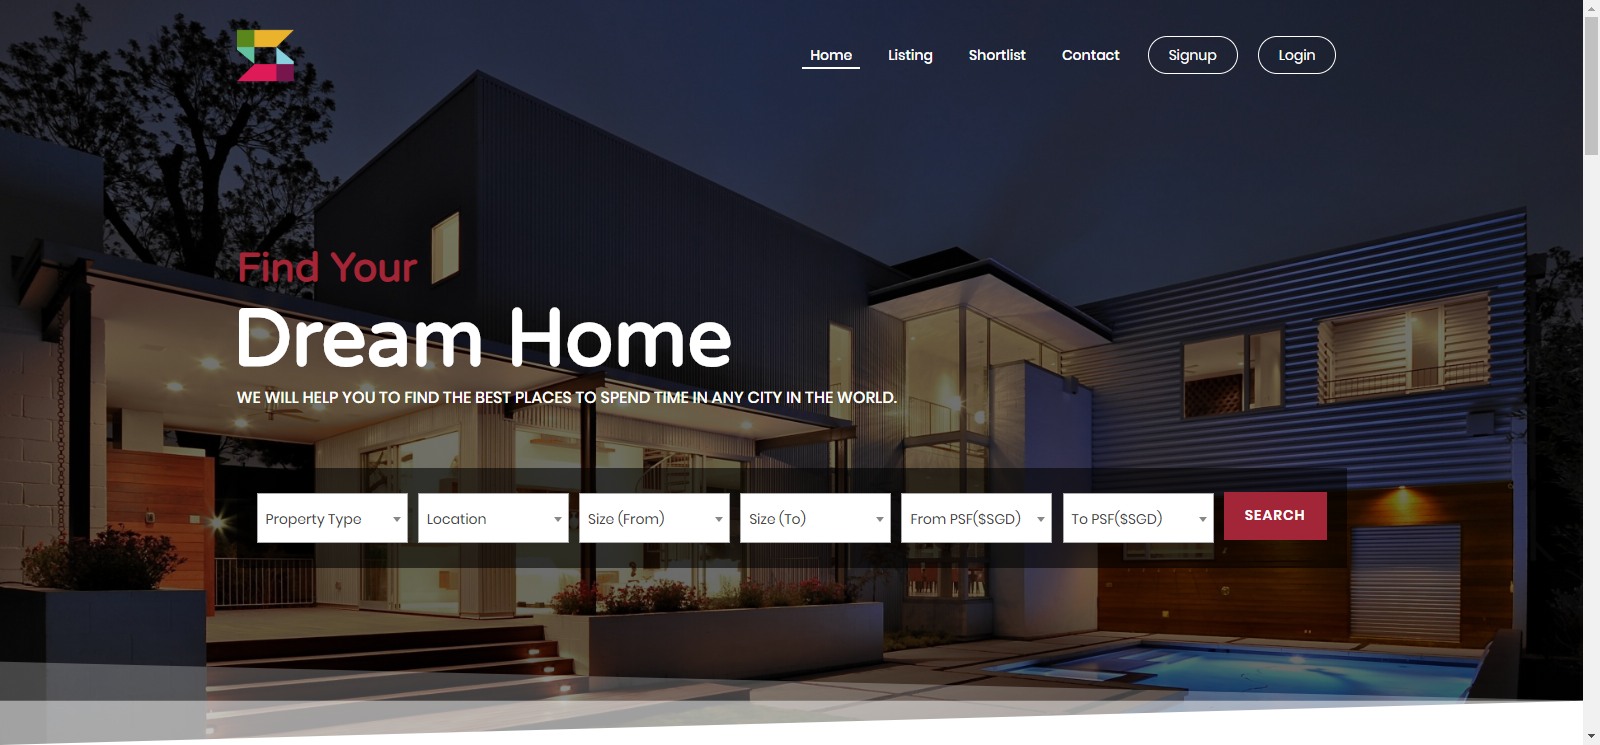 Home Listing Shortlist Contact Signup Login
Find Your
Dream Home
WE WILL HELP YOU TO FIND THE BEST PLACES TO SPEND TIME IN ANY CITY IN THE WORLD.
Property Type Location Size (From) Size (To) From PSF($SGD) To PSF($SGD) SEARCH